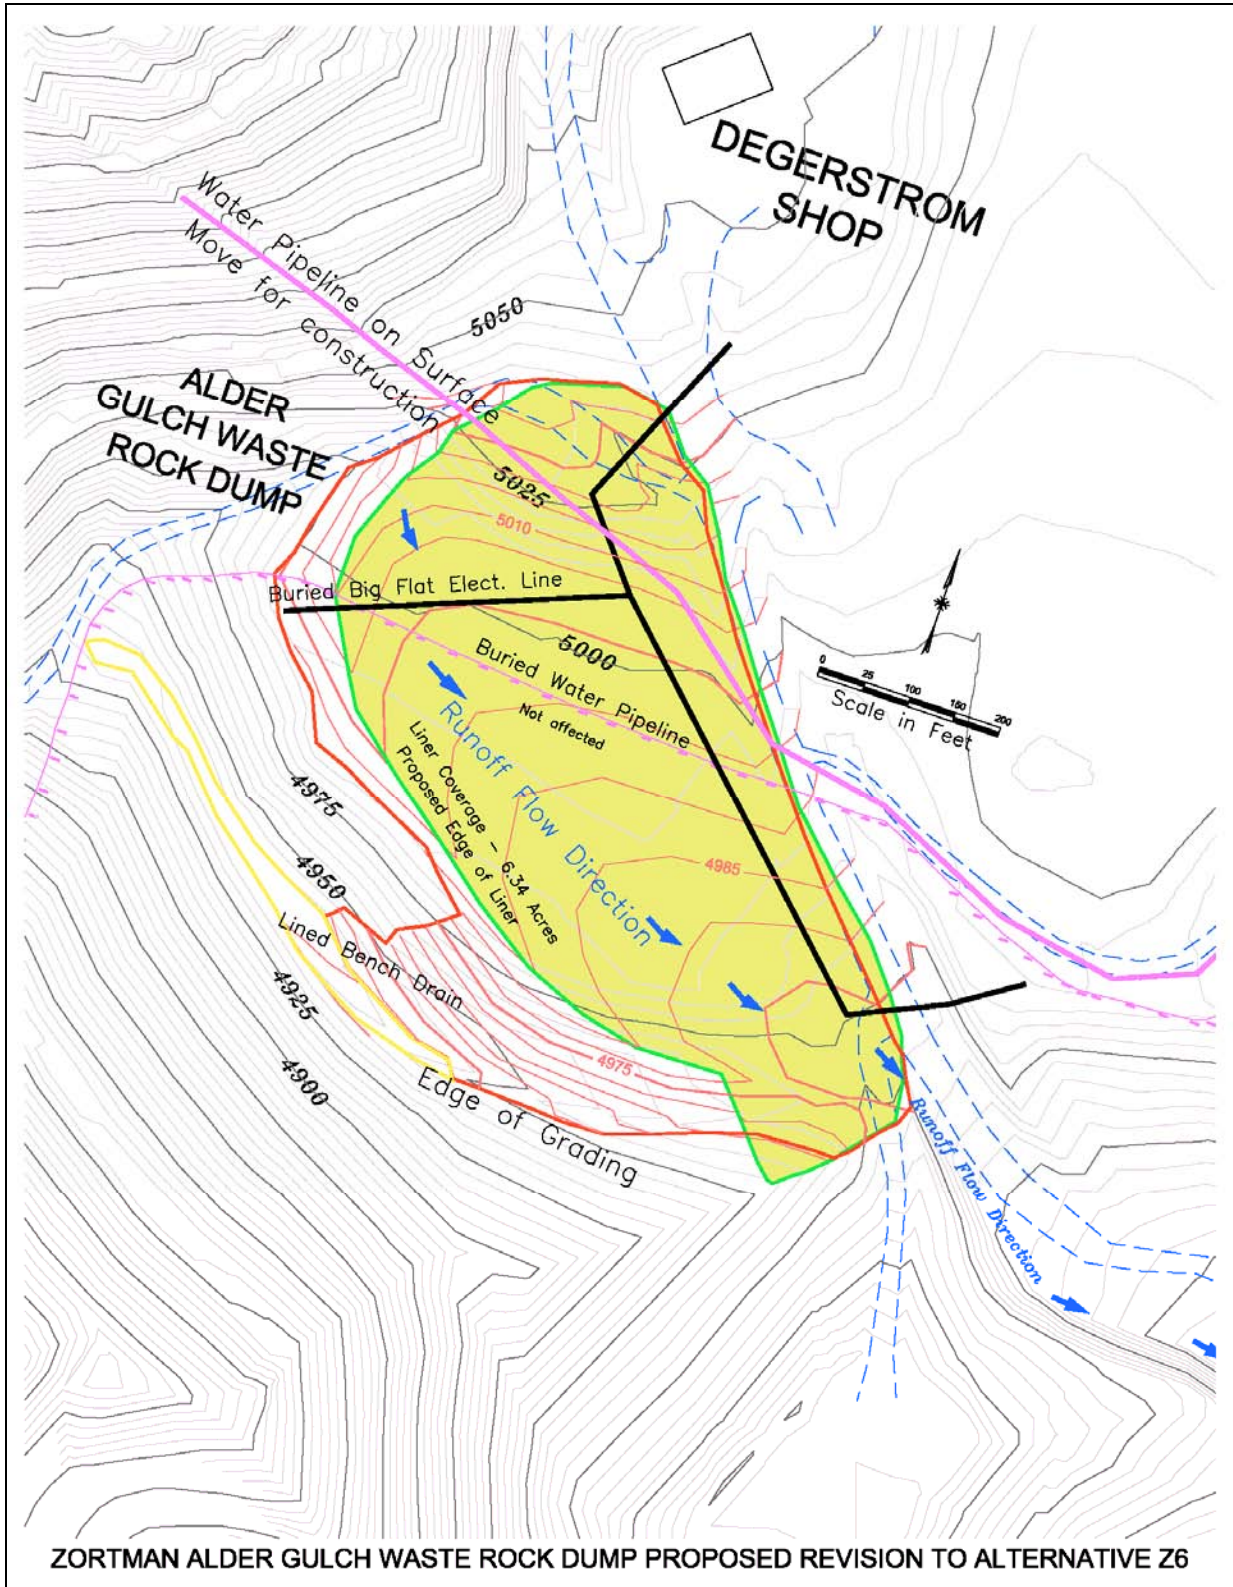 DEGERSTROM
SHOP
Water Pipeline on Surface
Move for construction
5050
ALDER
GULCH WASTE
ROCK DUMP
5025
5010
Buried Big Flat Elect. Line
5000
Buried Water Pipeline
Not affected
0 25 100 150 200
Scale in Feet
Runoff Flow Direction
Liner Coverage - 6.34 Acres
Proposed Edge of Liner
4975
4985
4950
Lined Bench Drain
4925
4975
4900
Edge of Grading
Runoff Flow Direction
ZORTMAN ALDER GULCH WASTE ROCK DUMP PROPOSED REVISION TO ALTERNATIVE Z6